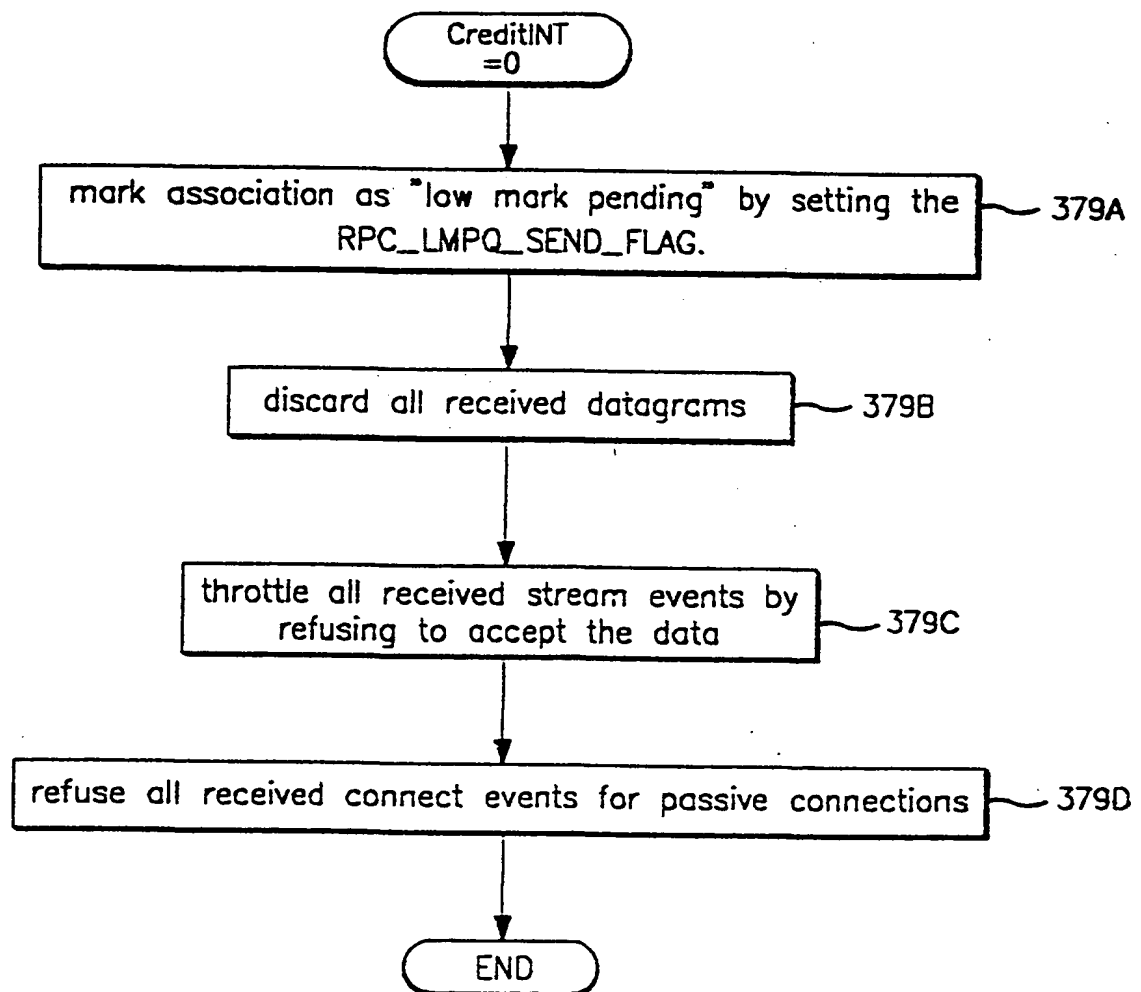 CreditINT
=0
mark association as "low mark pending" by setting the
RPC_LMPQ_SEND_FLAG.
379A
discard all received datagrams
379B
throttle all received stream events by
refusing to accept the data
379C
refuse all received connect events for passive connections
379D
END